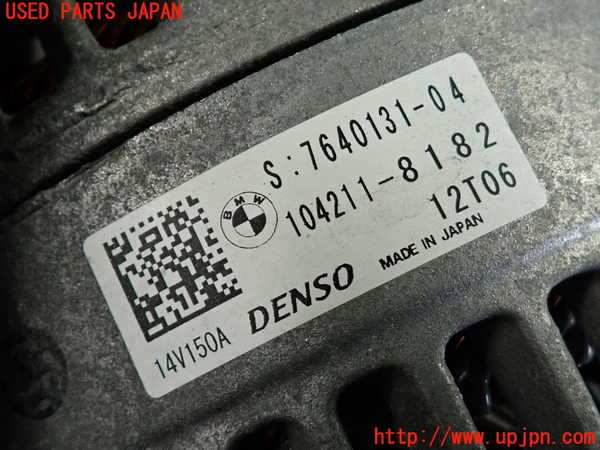 USED PARTS JAPAN
S:7640131-04
BMW
104211-8182
12T06
DENSO
MADE IN JAPAN
14V150A
http://www.upjpn.com/